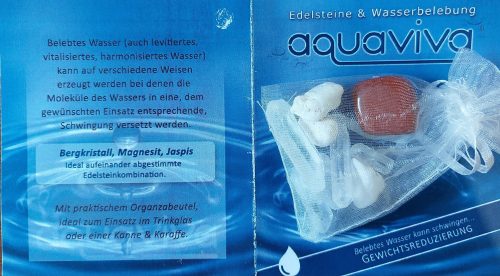 Belebtes Wasser (auch levitiertes,
vitalisiertes, harmonisiertes Wasser)
kann auf verschiedene Weisen
erzeugt werden bei denen die
Moleküle des Wassers in eine, dem
gewünschten Einsatz entsprechende,
Schwingung versetzt werden.
Bergkristall, Magnesit, Jaspis
Ideal aufeinander abgestimmte
Edelsteinkombination.
Mit praktischem Organzabeutel,
ideal zum Einsatz im Trinkglas
oder einer Kanne & Karaffe.
Edelsteine & Wasserbelebung
aquaviva
Belebtes Wasser kann schwingen...
GEWICHTSREDUZIERUNG